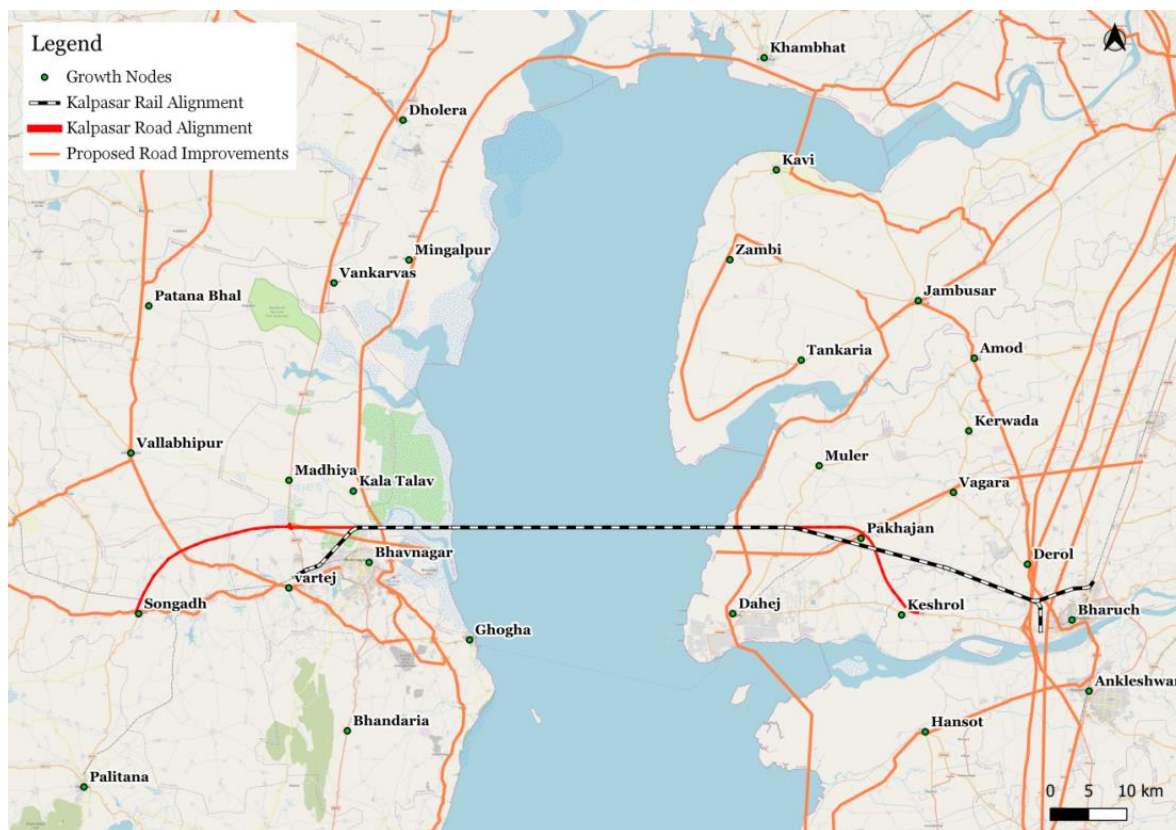 Legend
Growth Nodes
Kalpasar Rail Alignment
Kalpasar Road Alignment
Proposed Road Improvements
Khambhat
Dholera
Kavi
Mingalpur
Zambi
Vankarvas
Patana Bhal
Jambusar
Tankaria
Amod
Kerwada
Vallabhipur
Muler
Madhiya
Kala Talav
Vagara
Pakhajan
Bhavnagar
Derol
vartej
Songadh
Dahej
Keshrol
Bharuch
Ghogha
Ankleshwar
Bhandaria
Hansot
Palitana
0 5 10 km